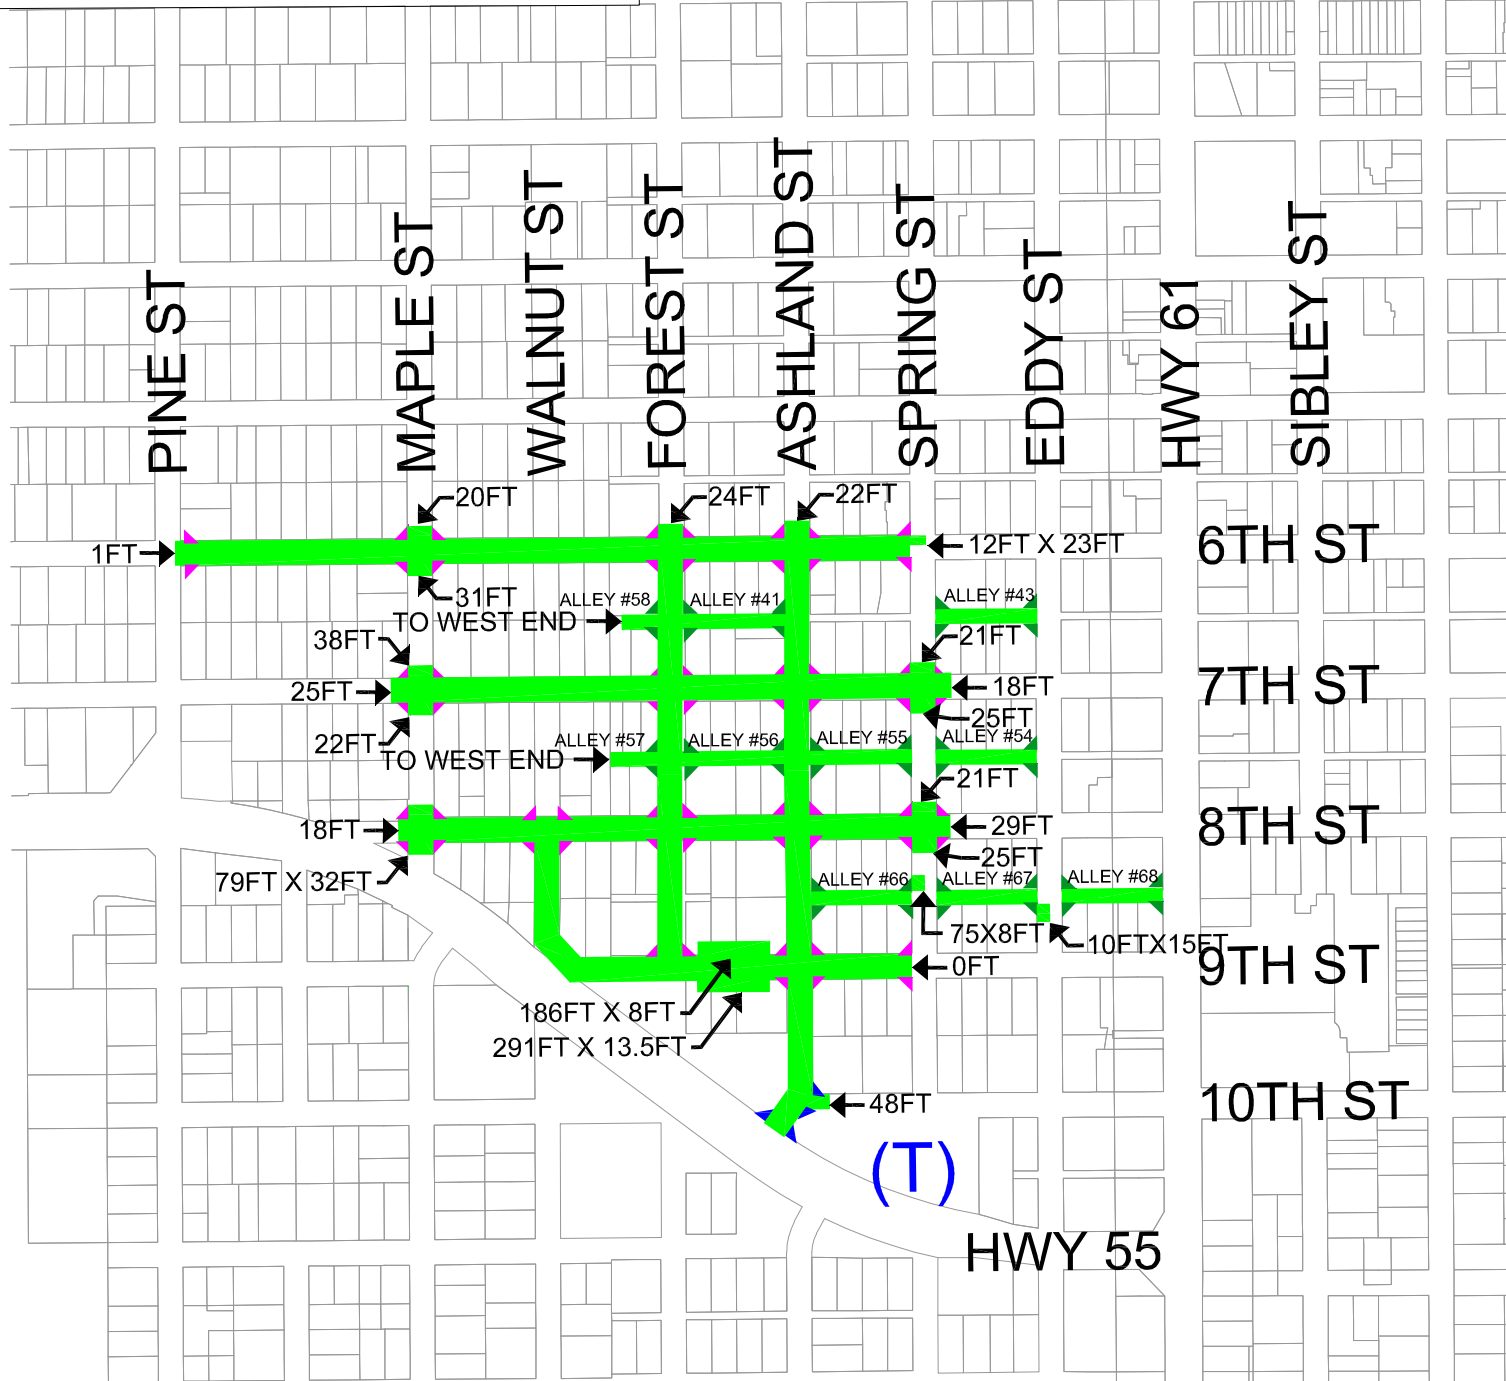 PINE ST
MAPLE ST
WALNUT ST
FOREST ST
ASHLAND ST
SPRING ST
EDDY ST
HWY 61
SIBLEY ST
20FT
24FT
22FT
1FT
12FT X 23FT
6TH ST
31FT
ALLEY #58
ALLEY #41
ALLEY #43
TO WEST END
38FT
21FT
25FT
18FT
7TH ST
22FT
25FT
ALLEY #57
ALLEY #56
ALLEY #55
ALLEY #54
TO WEST END
21FT
18FT
29FT
8TH ST
25FT
79FT X 32FT
ALLEY #66
ALLEY #67
ALLEY #68
75X8FT
10FTX15FT
0FT
9TH ST
186FT X 8FT
291FT X 13.5FT
48FT
10TH ST
(T)
HWY 55